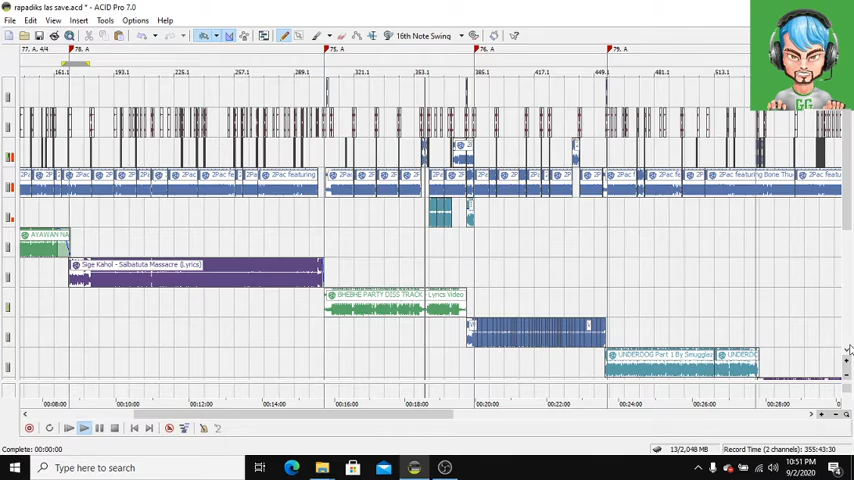 rapadiks las save.acd * - ACID Pro 7.0
File Edit View Insert Tools Options Help
16th Note Swing
77. A, 4/4 78. A 75. A 76. A 79. A
161.1 193.1 225.1 257.1 289.1 321.1 353.1 385.1 417.1 449.1 481.1 513.1
2Pac featuring 2Pac f 2Pac featuring Bone Thu
AYAWAN NA
Sige Kahol - Salbatuta Massacre (Lyrics)
BHEBHE PARTY DISS TRACK Lyrics Video
UNDERDOG Part 1 By Smugglaz UNDERDO
00:08:00 00:10:00 00:12:00 00:14:00 00:16:00 00:18:00 00:20:00 00:22:00 00:24:00 00:26:00 00:28:00
Complete: 00:00:00
13/2,048 MB Record Time (2 channels): 355:43:30
Type here to search
10:51 PM
9/2/2020
4
GG